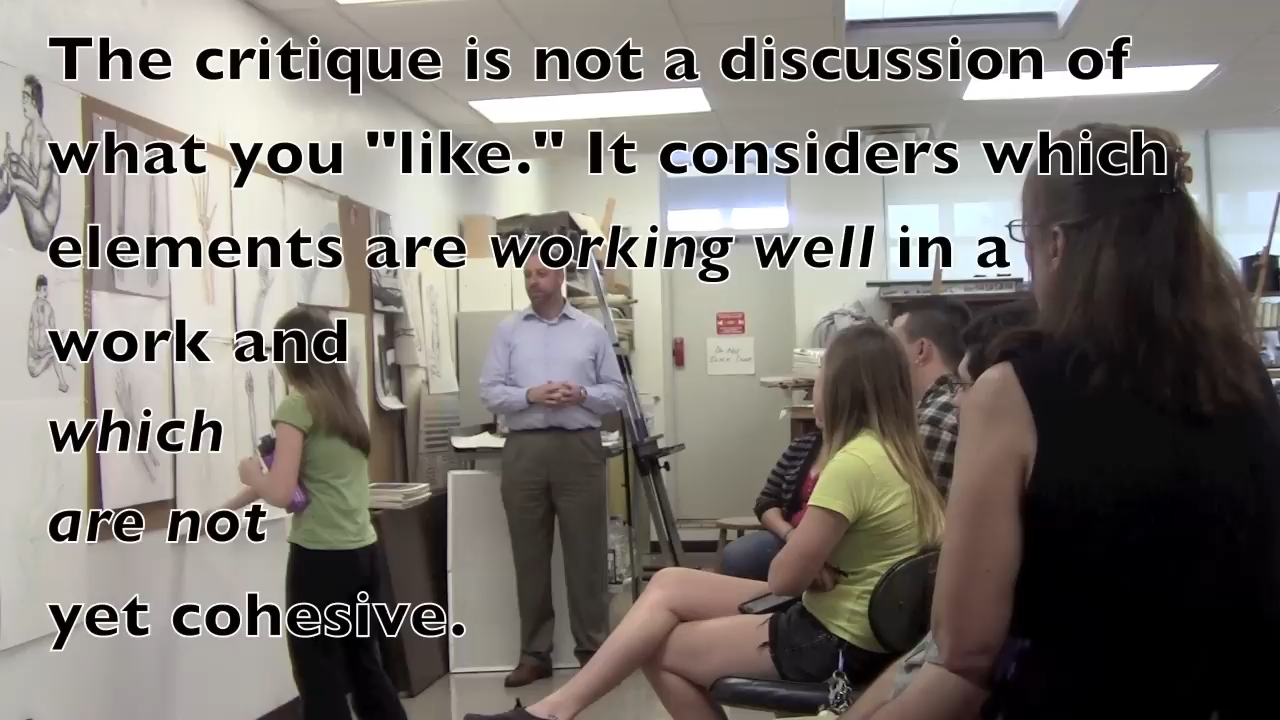 The critique is not a discussion of
what you "like." It considers which
elements are working well in a
work and
which
are not
yet cohesive.